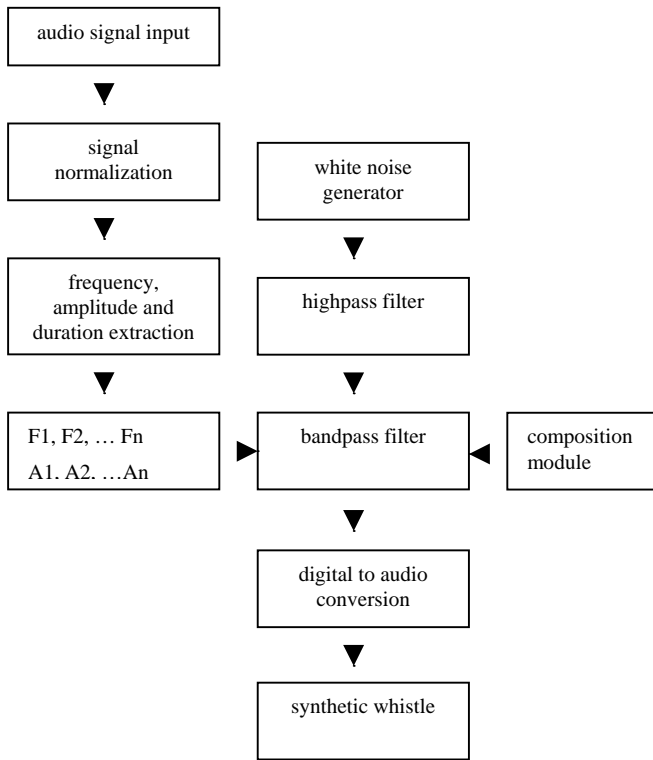 audio signal input
signal
normalization
white noise
generator
frequency,
amplitude and
duration extraction
highpass filter
F1, F2, … Fn
A1, A2, …An
bandpass filter
composition
module
digital to audio
conversion
synthetic whistle